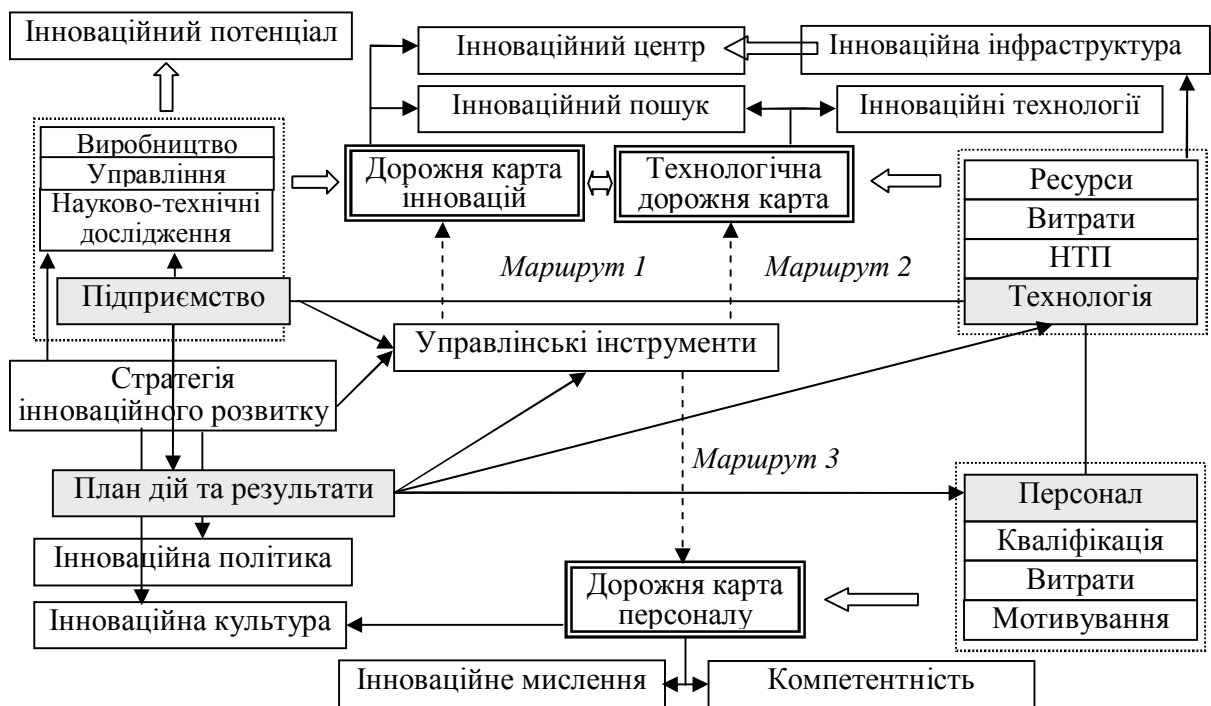 Інноваційний потенціал
Інноваційний центр
Інноваційна інфраструктура
Інноваційний пошук
Інноваційні технології
Виробництво
Управління
Науково-технічні
дослідження
Дорожня карта
інновацій
Технологічна
дорожня карта
Ресурси
Витрати
НТП
Технологія
Маршрут 1
Маршрут 2
Підприємство
Управлінські інструменти
Стратегія
інноваційного розвитку
Маршрут 3
План дій та результати
Персонал
Кваліфікація
Витрати
Мотивування
Інноваційна політика
Інноваційна культура
Дорожня карта
персоналу
Інноваційне мислення
Компетентність